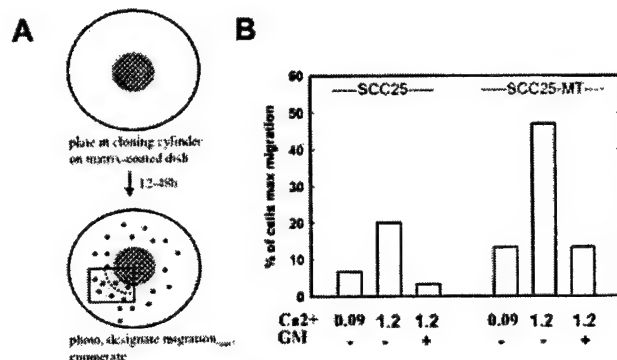 A
plate in cloning cylinder
on matrix-coated dish
12-48h
photo, designate migration
enumerate
B
% of cells max migration
60
50
40
30
20
10
0
SCC25
SCC25-MT
Ca2+ 0.09 1.2 1.2 0.09 1.2 1.2
GM - - + - - +